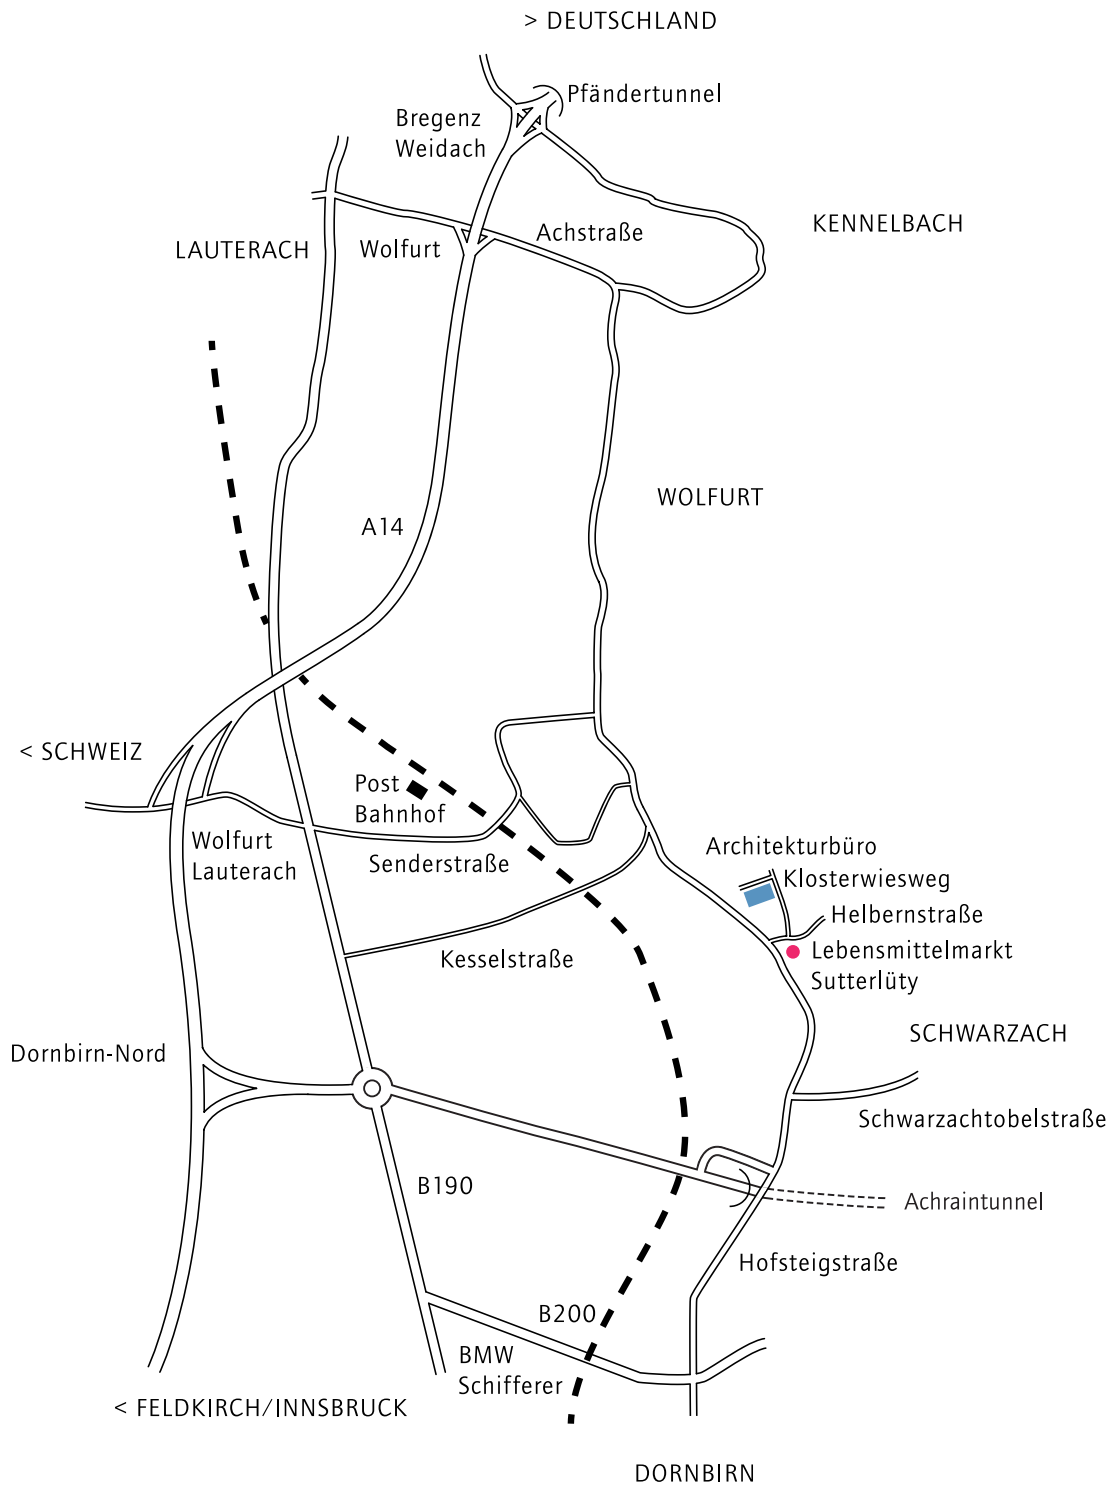 > DEUTSCHLAND
Pfändertunnel
Bregenz
Weidach
KENNELBACH
Achstraße
LAUTERACH
Wolfurt
WOLFURT
A14
< SCHWEIZ
Post
Bahnhof
Wolfurt
Lauterach
Senderstraße
Architekturbüro
Klosterwiesweg
Helbernstraße
Lebensmittelmarkt
Sutterlüty
Kesselstraße
SCHWARZACH
Dornbirn-Nord
Schwarzachtobelstraße
B190
Achraintunnel
Hofsteigstraße
B200
BMW
Schifferer
< FELDKIRCH/INNSBRUCK
DORNBIRN